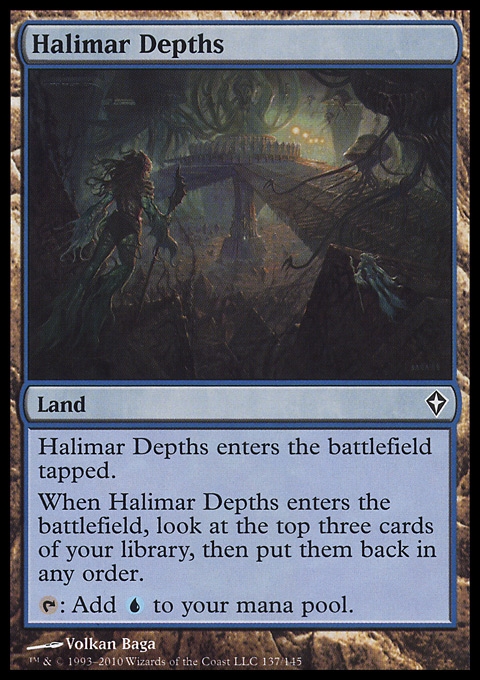 Halimar Depths
Land
Halimar Depths enters the battlefield
tapped.
When Halimar Depths enters the
battlefield, look at the top three cards
of your library, then put them back in
any order.
: Add to your mana pool.
Volkan Baga
™ & © 1993–2010 Wizards of the Coast LLC 137/145